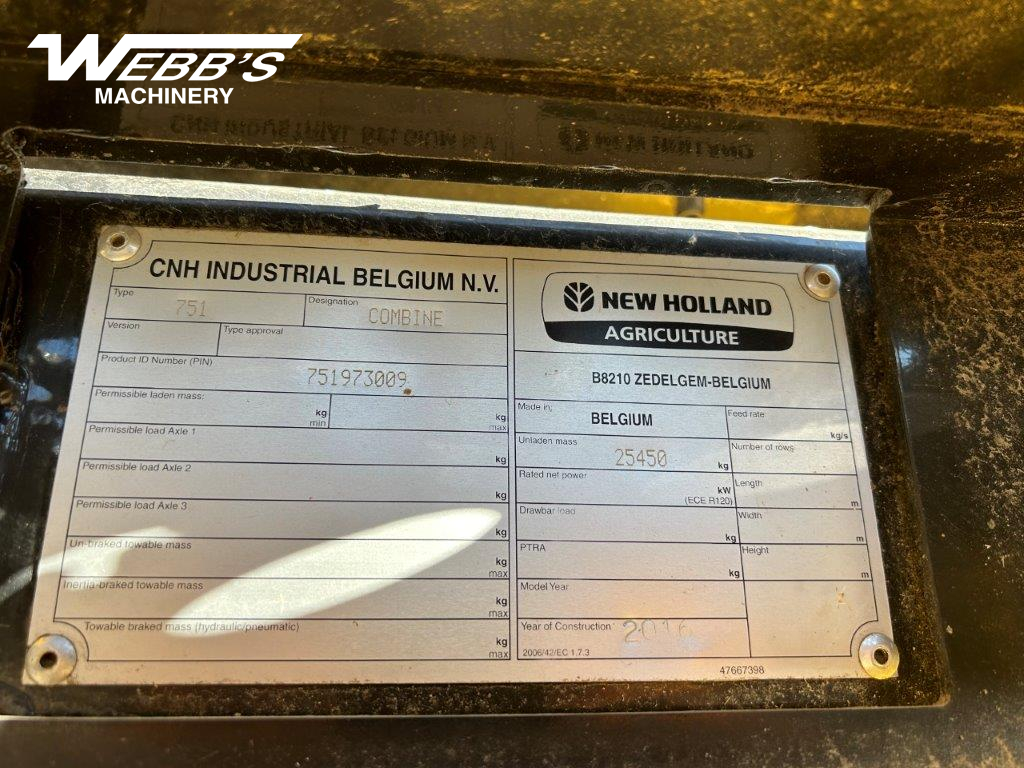 WEBB'S
MACHINERY
CNH INDUSTRIAL BELGIUM N.V.
Type
751
Designation
COMBINE
Version
Type approval
Product ID Number (PIN)
751973009
Permissible laden mass:
kg
min
kg
max
Permissible load Axle 1
kg
Permissible load Axle 2
kg
Permissible load Axle 3
kg
Un-braked towable mass
kg
max
Inertia-braked towable mass
kg
max
Towable braked mass (hydraulic/pneumatic)
kg
max
NEW HOLLAND
AGRICULTURE
B8210 ZEDELGEM-BELGIUM
Made in:
BELGIUM
Feed rate
kg/s
Unladen mass
25450
kg
Number of rows
Rated net power
kW
(ECE R120)
Length
m
Drawbar load
kg
Width
m
PTRA
kg
Height
m
Model Year
Year of Construction
2016
2006/42/EC 1.7.3
47667398